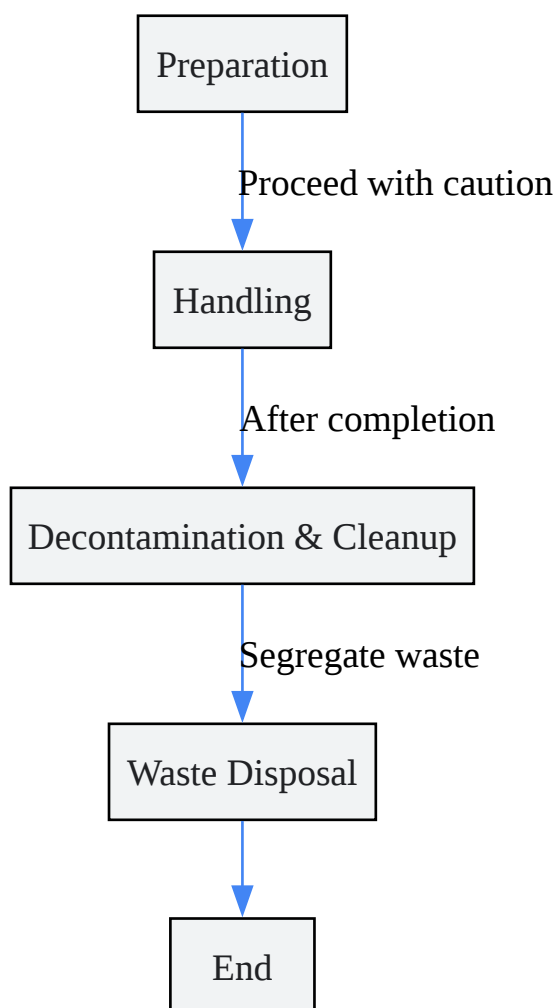 Preparation
Proceed with caution
Handling
After completion
Decontamination & Cleanup
Segregate waste
Waste Disposal
End